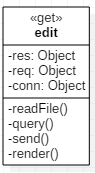 «get»
edit
-res: Object
-req: Object
-conn: Object
-readFile()
-query()
-send()
-render()